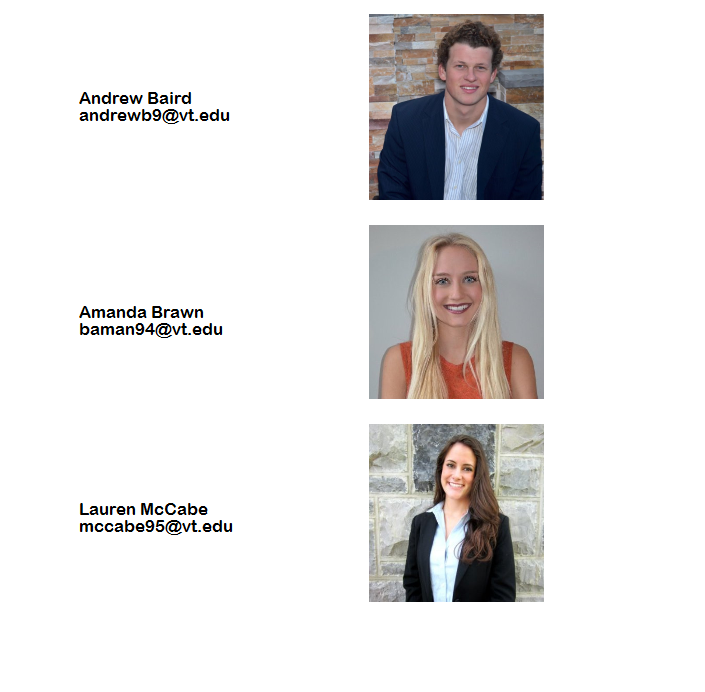 Andrew Baird
andrewb9@vt.edu
Amanda Brawn
baman94@vt.edu
Lauren McCabe
mccabe95@vt.edu